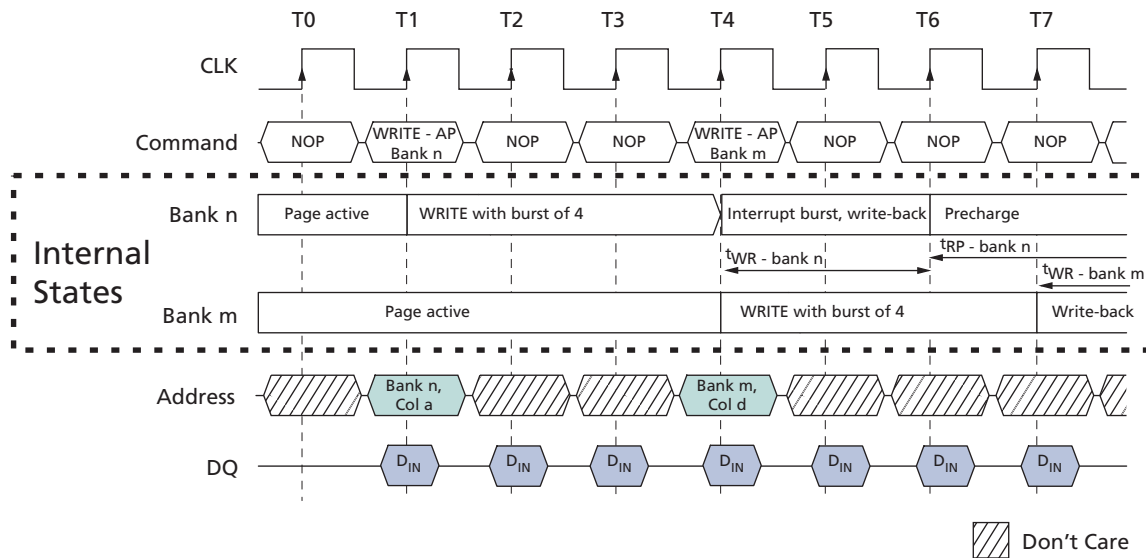 T0 T1 T2 T3 T4 T5 T6 T7
CLK
Command NOP WRITE - AP Bank n NOP NOP WRITE - AP Bank m NOP NOP NOP
Bank n Page active WRITE with burst of 4 Interrupt burst, write-back Precharge
Internal States
tWR - bank n tRP - bank n
tWR - bank m
Bank m Page active WRITE with burst of 4 Write-back
Address Bank n, Col a Bank m, Col d
DQ DIN DIN DIN DIN DIN DIN DIN
Don't Care